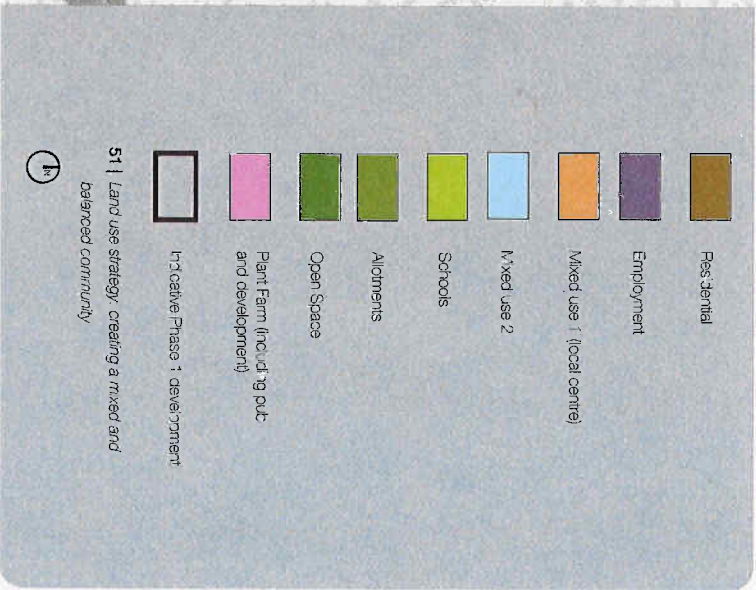 Residential
Employment
Mixed use 1 (local centre)
Mixed use 2
Schools
Allotments
Open Space
Plant Farm (including pub
and development)
Indicative Phase 1 development
51 | Land use strategy: creating a mixed and
balanced community
N